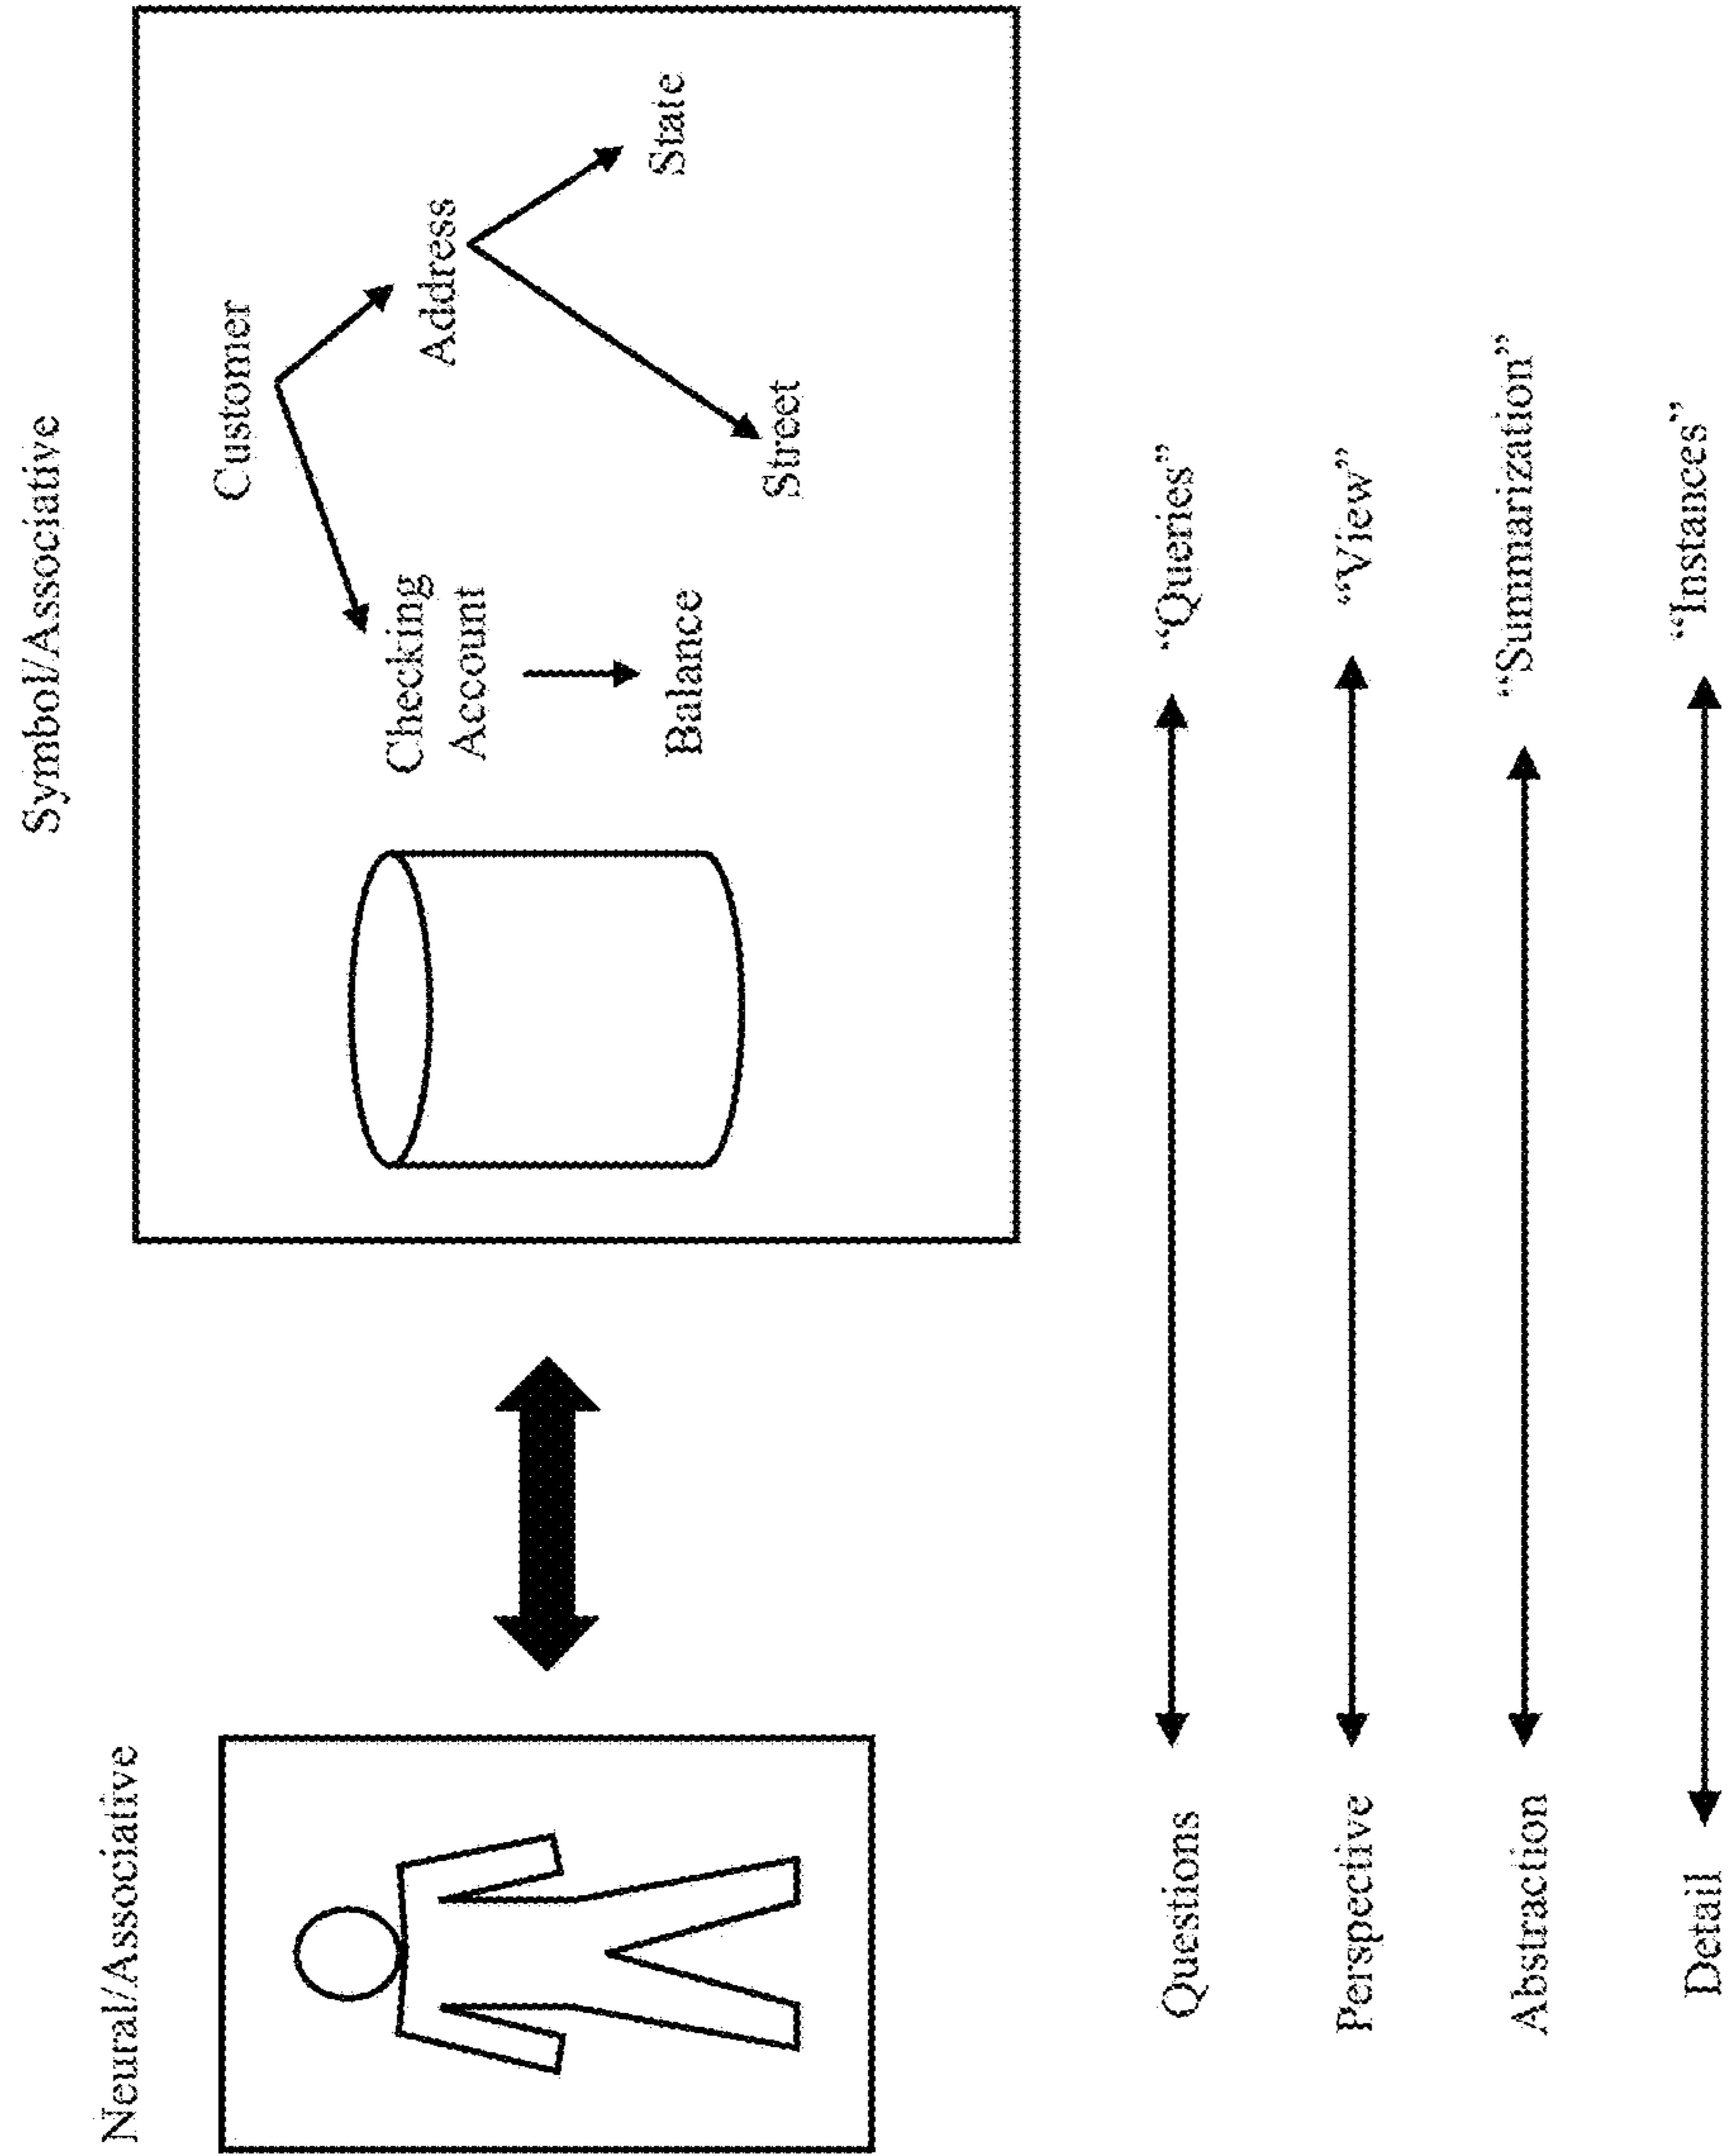 Neural/Associative
Symbol/Associative
Customer
Checking
Account
Address
Balance
State
Street
Questions
“Queries”
Perspective
“View”
Abstraction
“Summarization”
Detail
“Instances”